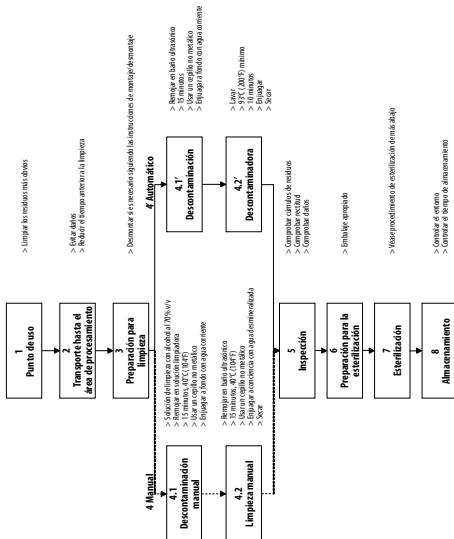 1
Punto de uso
> Limpiar los residuos más obvios
2
Transporte hasta el
área de procesamiento
> Evitar daños
> Reducir el tiempo anterior a la limpieza
3
Preparación para
limpieza
> Desmontar si es necesario siguiendo las instrucciones de montaje/desmontaje
4 Manual
4.1
Descontaminación
manual
> Solución de limpieza con alcohol al 70% v/v
> Remojar en solución limpiadora
> 15 minutos, 40°C (104°F)
> Usar un cepillo no metálico
> Enjuagar a fondo con agua corriente
4.2
Limpieza manual
> Remojar en baño ultrasónico
> 15 minutos, 40°C (104°F)
> Usar un cepillo no metálico
> Enjuagar a conciencia con agua desmineralizada
> Secar
4' Automático
4.1'
Descontaminación
> Remojar en baño ultrasónico
> 15 minutos
> Usar un cepillo no metálico
> Enjuagar a fondo con agua corriente
4.2'
Descontaminadora
> Lavar
> 93°C (200°F) mínimo
> 10 minutos
> Enjuagar
> Secar
5
Inspección
> Comprobar cúmulos de residuos
> Comprobar rectitud
> Comprobar daños
6
Preparación para la
esterilización
> Embalaje apropiado
7
Esterilización
> Véase procedimiento de esterilización de más abajo
8
Almacenamiento
> Controlar el entorno
> Controlar el tiempo de almacenamiento